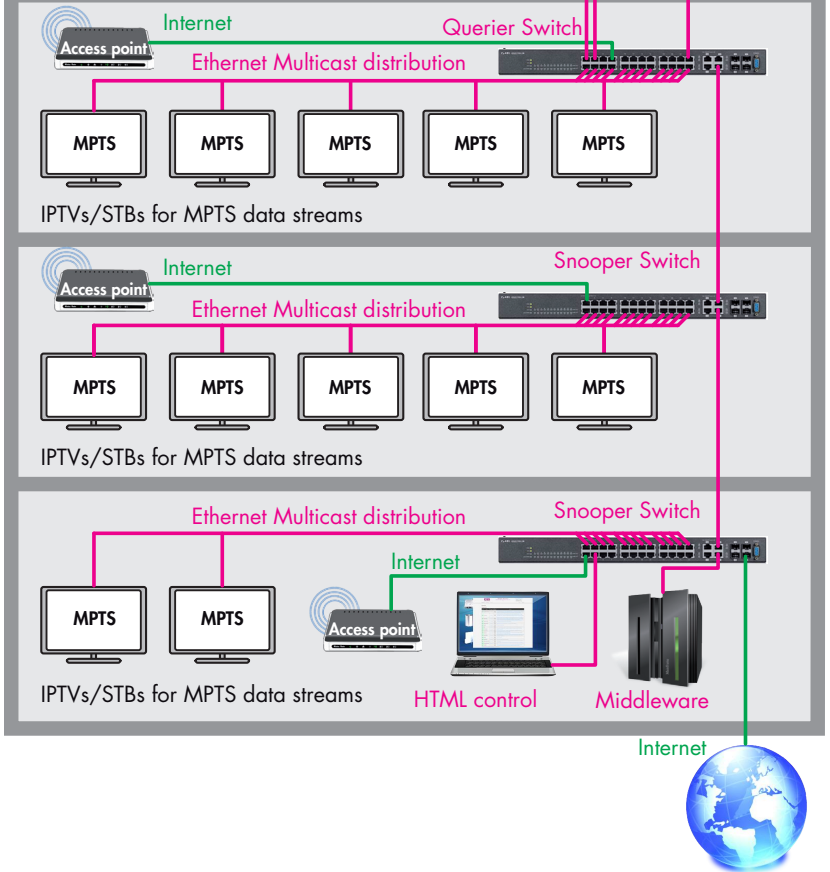 Internet
Querier Switch
Access point
Ethernet Multicast distribution
MPTS
MPTS
MPTS
MPTS
MPTS
IPTVs/STBs for MPTS data streams
Snooper Switch
Internet
Access point
Ethernet Multicast distribution
MPTS
MPTS
MPTS
MPTS
MPTS
IPTVs/STBs for MPTS data streams
Snooper Switch
Ethernet Multicast distribution
Internet
MPTS
MPTS
Access point
IPTVs/STBs for MPTS data streams
HTML control
Middleware
Internet